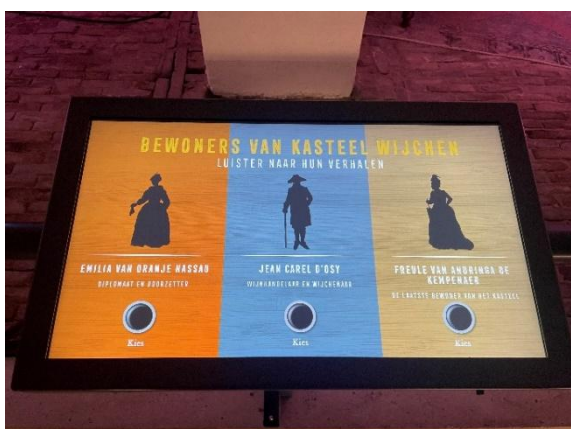 BEWONERS VAN KASTEEL WIJCHEN
LUISTER NAAR HUN VERHALEN
EMILIA VAN ORANJE NASSAU
DIPLOMAAT EN DOORZETTER
Kies
JEAN CAREL D'OSY
WIJNHANDELAAR EN WIJCHENAAR
Kies
FREULE VAN ANDRINGA DE
KEMPENAER
DE LAATSTE BEWONER VAN HET KASTEEL
Kies